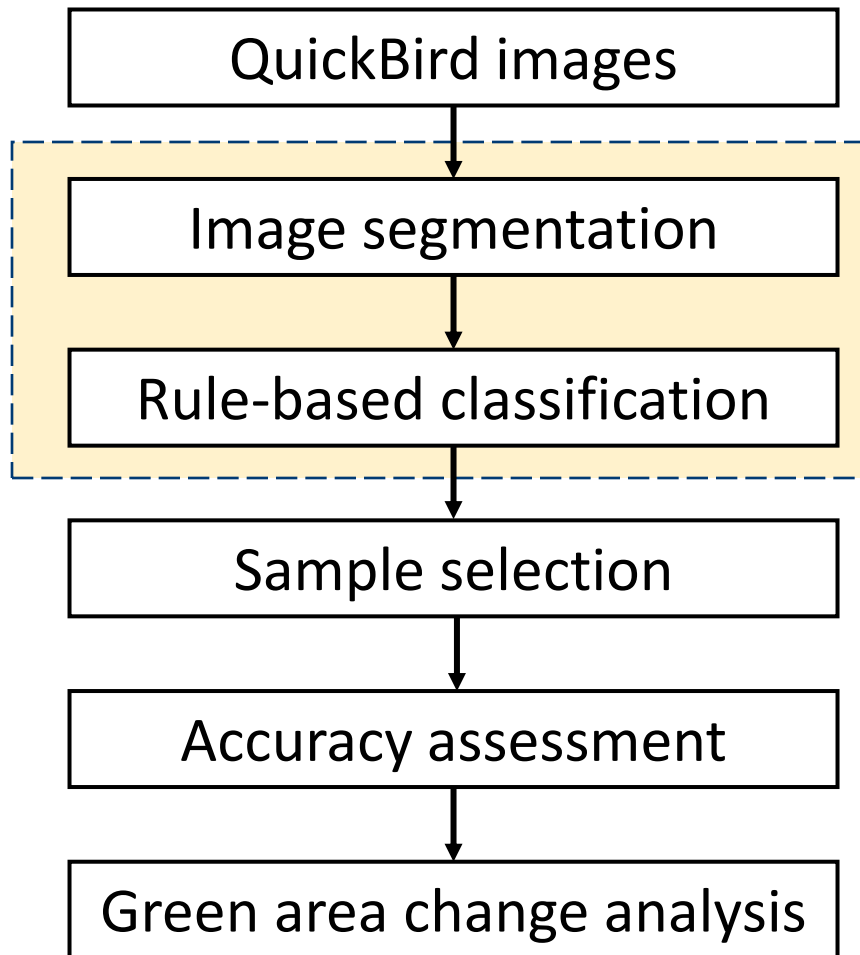 QuickBird images
Image segmentation
Rule-based classification
Sample selection
Accuracy assessment
Green area change analysis